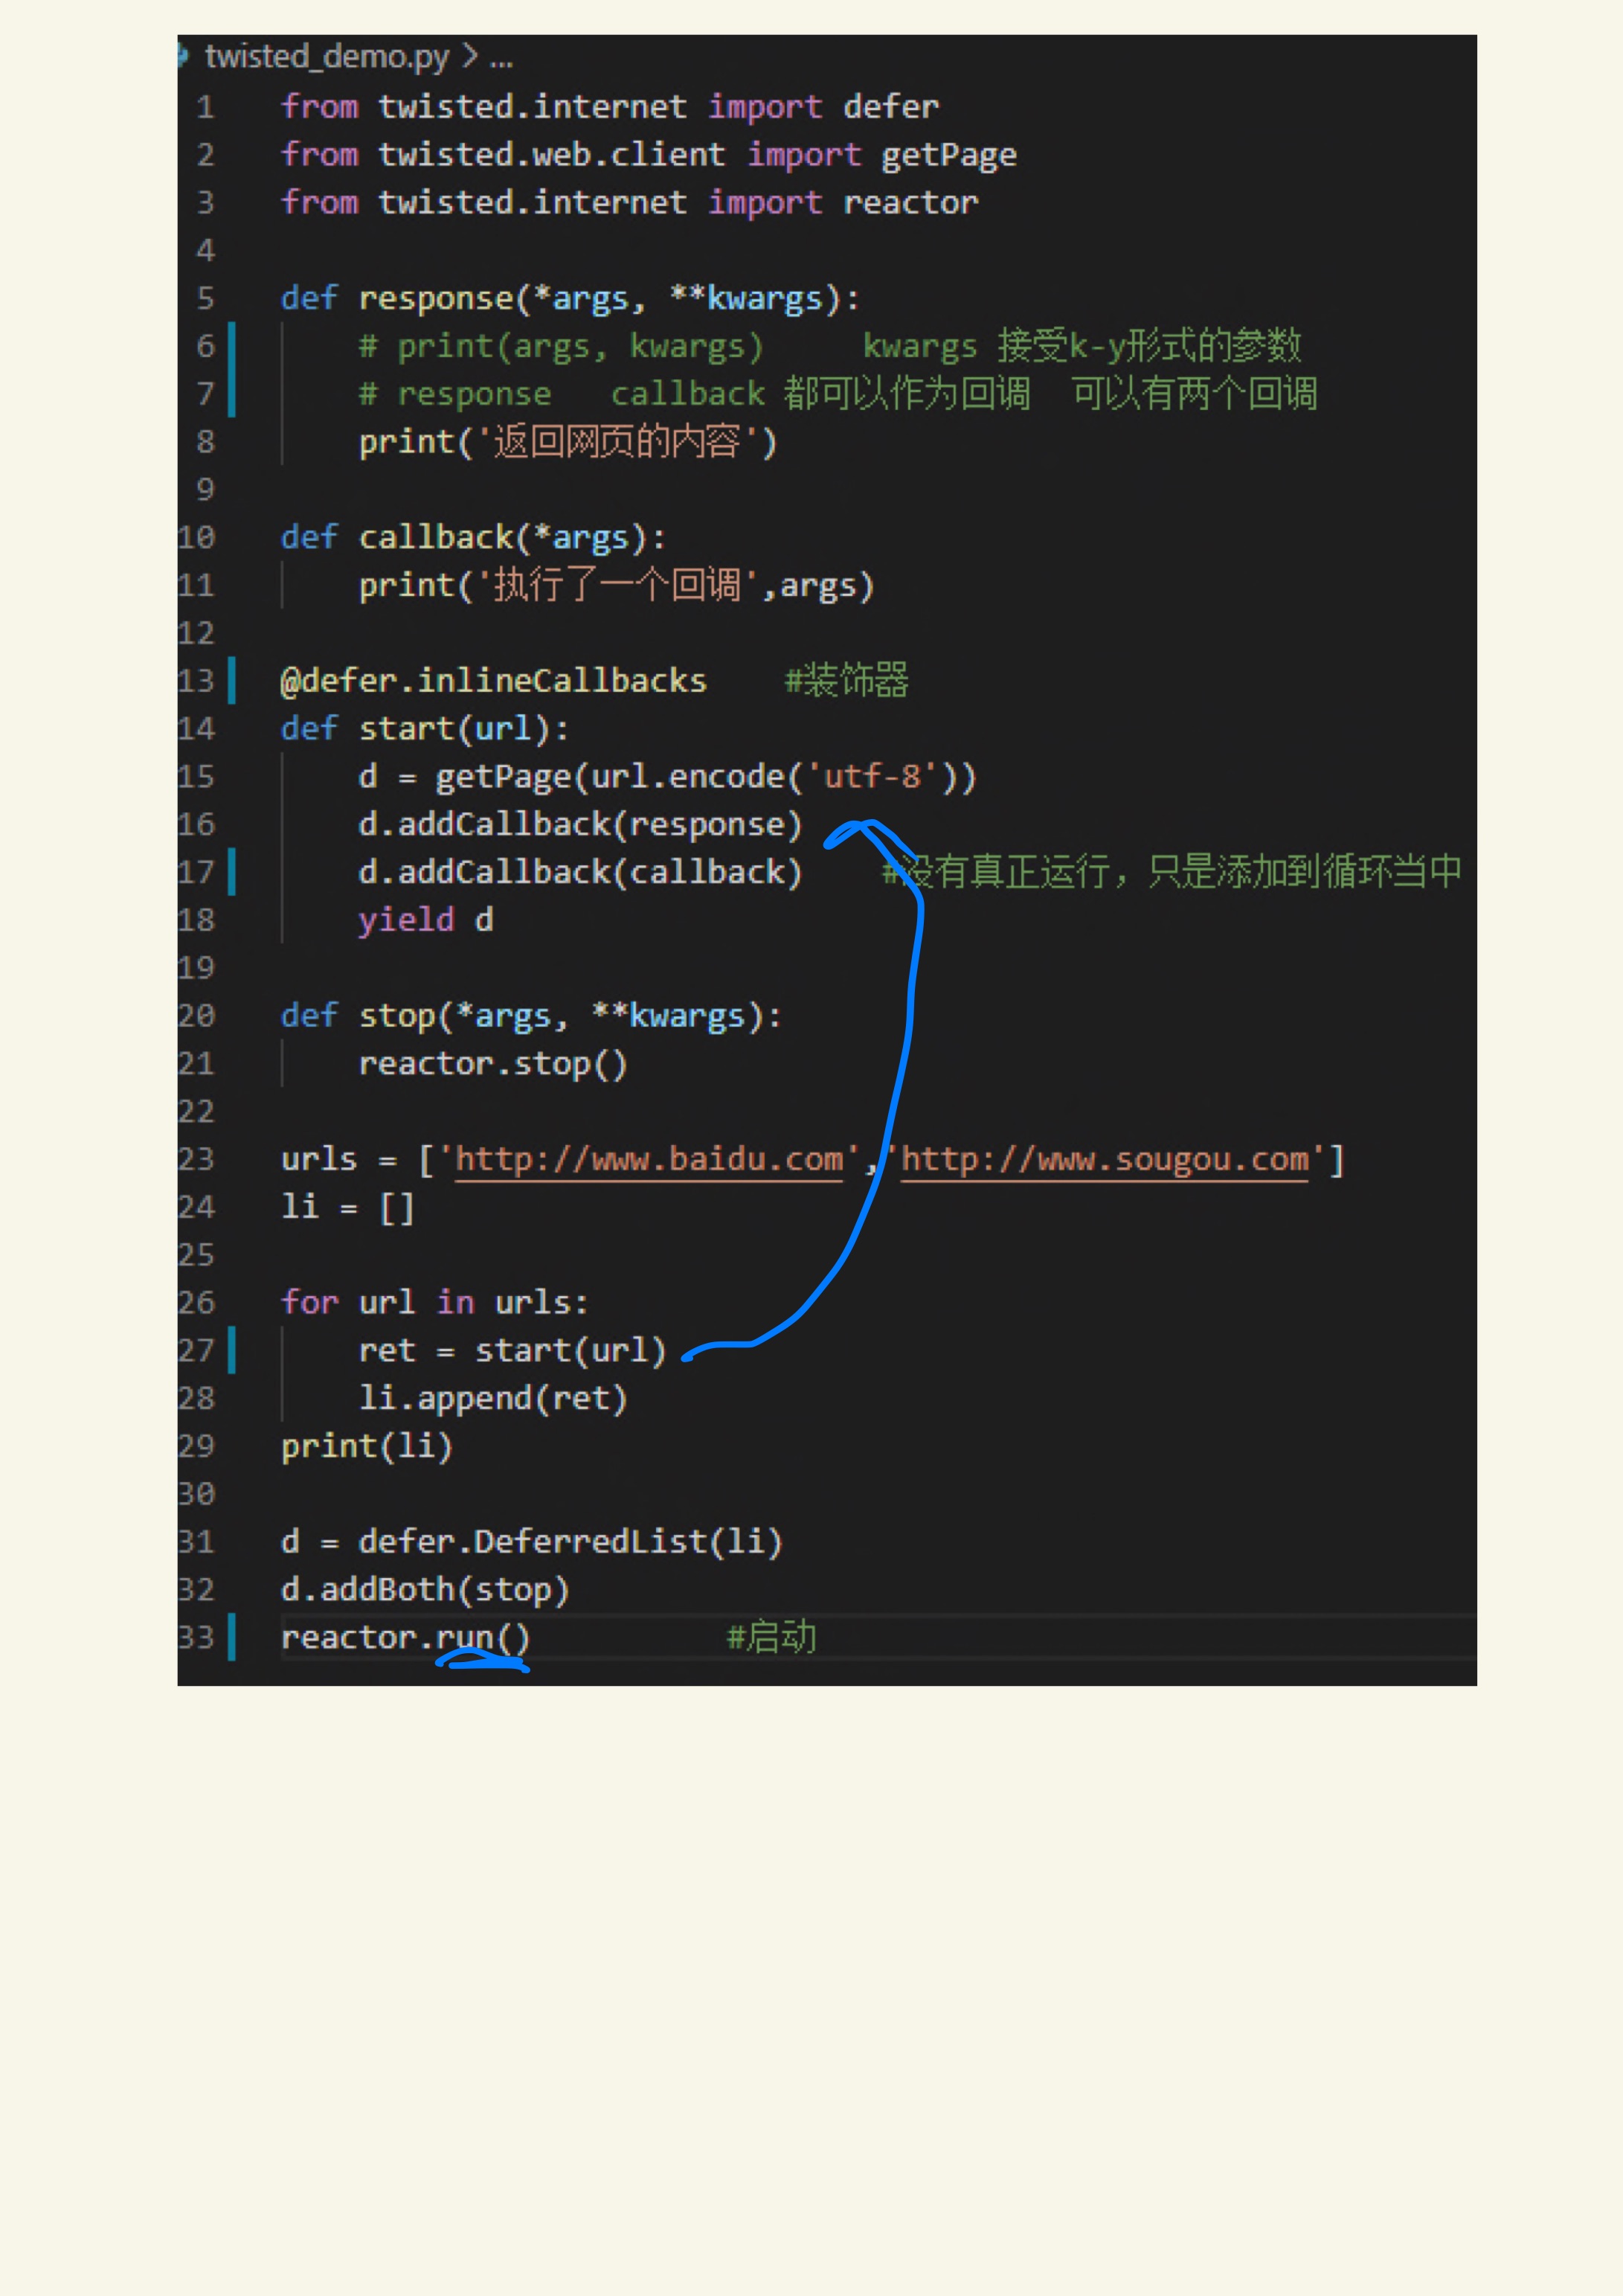 twisted_demo.py > ...
1 from twisted.internet import defer
2 from twisted.web.client import getPage
3 from twisted.internet import reactor
4
5 def response(*args, **kwargs):
6     # print(args, kwargs)     kwargs 接受k-y形式的参数
7     # response   callback 都可以作为回调  可以有两个回调
8     print('返回网页的内容')
9
10 def callback(*args):
11     print('执行了一个回调',args)
12
13 @defer.inlineCallbacks    #装饰器
14 def start(url):
15     d = getPage(url.encode('utf-8'))
16     d.addCallback(response)
17     d.addCallback(callback)    #没有真正运行，只是添加到循环当中
18     yield d
19
20 def stop(*args, **kwargs):
21     reactor.stop()
22
23 urls = ['http://www.baidu.com','http://www.sougou.com']
24 li = []
25
26 for url in urls:
27     ret = start(url)
28     li.append(ret)
29 print(li)
30
31 d = defer.DeferredList(li)
32 d.addBoth(stop)
33 reactor.run()          #启动